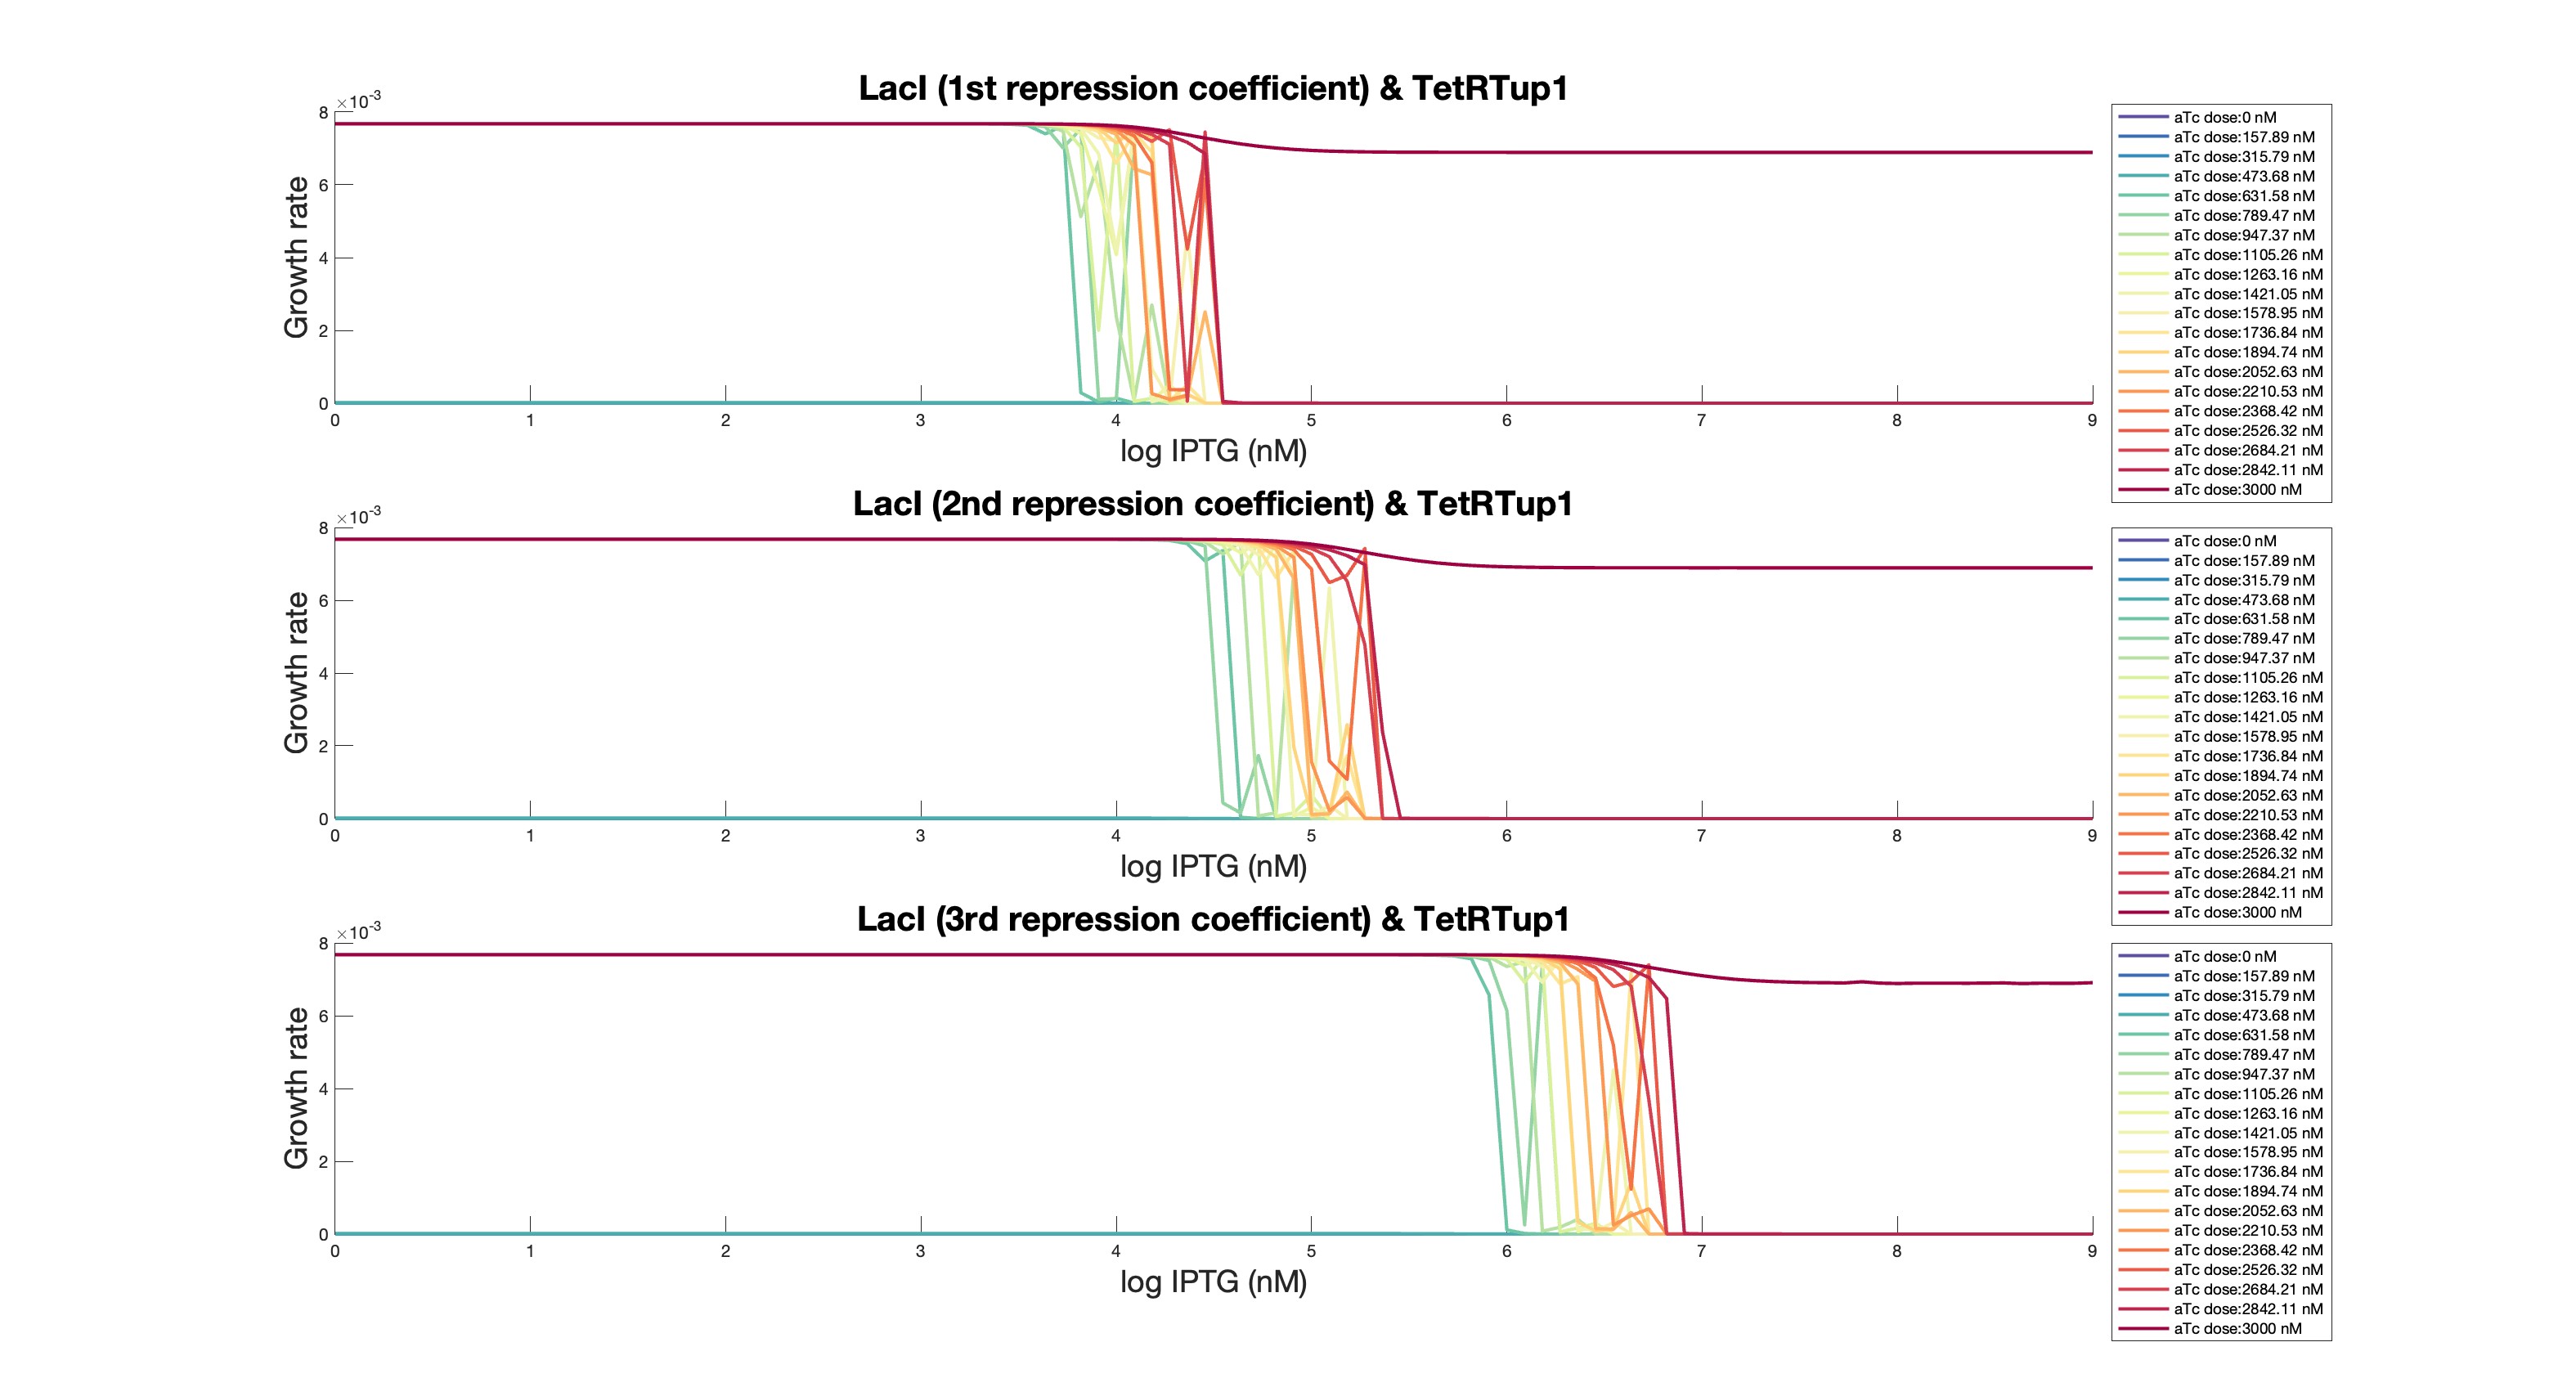 LacI (1st repression coefficient) & TetRTup1
×10-3
8
6
4
2
0
Growth rate
0 1 2 3 4 5 6 7 8 9
log IPTG (nM)
aTc dose:0 nM
aTc dose:157.89 nM
aTc dose:315.79 nM
aTc dose:473.68 nM
aTc dose:631.58 nM
aTc dose:789.47 nM
aTc dose:947.37 nM
aTc dose:1105.26 nM
aTc dose:1263.16 nM
aTc dose:1421.05 nM
aTc dose:1578.95 nM
aTc dose:1736.84 nM
aTc dose:1894.74 nM
aTc dose:2052.63 nM
aTc dose:2210.53 nM
aTc dose:2368.42 nM
aTc dose:2526.32 nM
aTc dose:2684.21 nM
aTc dose:2842.11 nM
aTc dose:3000 nM
LacI (2nd repression coefficient) & TetRTup1
×10-3
8
6
4
2
0
Growth rate
0 1 2 3 4 5 6 7 8 9
log IPTG (nM)
aTc dose:0 nM
aTc dose:157.89 nM
aTc dose:315.79 nM
aTc dose:473.68 nM
aTc dose:631.58 nM
aTc dose:789.47 nM
aTc dose:947.37 nM
aTc dose:1105.26 nM
aTc dose:1263.16 nM
aTc dose:1421.05 nM
aTc dose:1578.95 nM
aTc dose:1736.84 nM
aTc dose:1894.74 nM
aTc dose:2052.63 nM
aTc dose:2210.53 nM
aTc dose:2368.42 nM
aTc dose:2526.32 nM
aTc dose:2684.21 nM
aTc dose:2842.11 nM
aTc dose:3000 nM
LacI (3rd repression coefficient) & TetRTup1
×10-3
8
6
4
2
0
Growth rate
0 1 2 3 4 5 6 7 8 9
log IPTG (nM)
aTc dose:0 nM
aTc dose:157.89 nM
aTc dose:315.79 nM
aTc dose:473.68 nM
aTc dose:631.58 nM
aTc dose:789.47 nM
aTc dose:947.37 nM
aTc dose:1105.26 nM
aTc dose:1263.16 nM
aTc dose:1421.05 nM
aTc dose:1578.95 nM
aTc dose:1736.84 nM
aTc dose:1894.74 nM
aTc dose:2052.63 nM
aTc dose:2210.53 nM
aTc dose:2368.42 nM
aTc dose:2526.32 nM
aTc dose:2684.21 nM
aTc dose:2842.11 nM
aTc dose:3000 nM